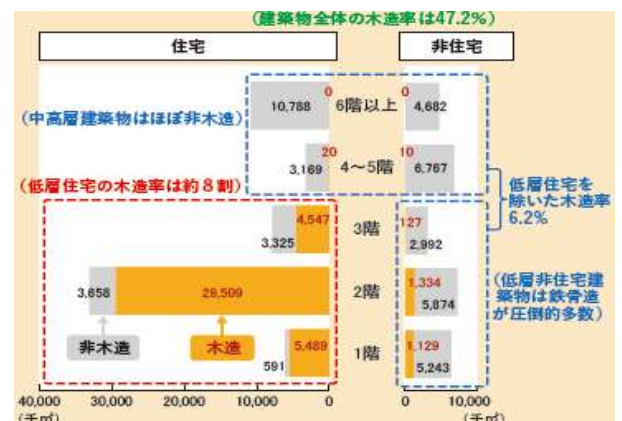 (建築物全体の木造率は47.2%)
住宅
非住宅
0
0
10,788
6階以上
4,682
(中高層建築物はほぼ非木造)
20
10
3,169
4～5階
6,767
(低層住宅の木造率は約8割)
低層住宅を
除いた木造率
6.2%
4,547
3階
127
3,325
2,992
3,658
29,509
2階
1,334
5,874
(低層非住宅建
築物は鉄骨造
が圧倒的多数)
非木造
木造
5,489
1階
1,129
591
5,243
40,000
30,000
20,000
10,000
0
0
10,000
(千㎡)
(千㎡)